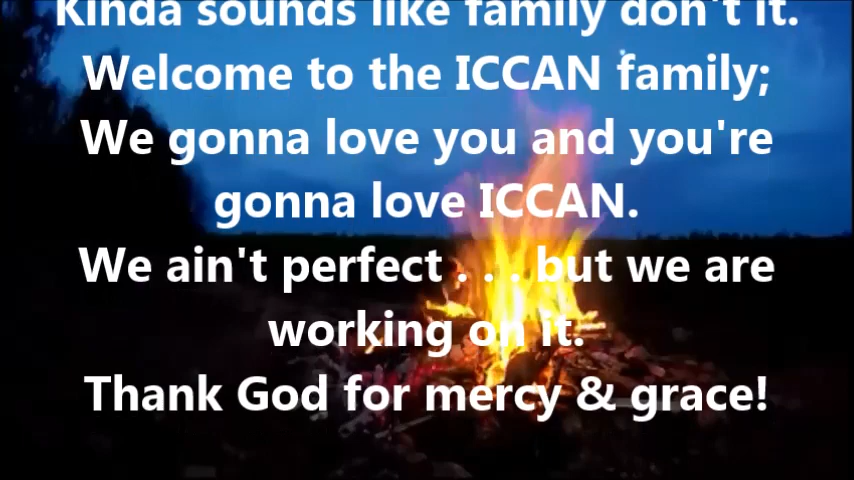 Kinda sounds like family don't it.
Welcome to the ICCAN family;
We gonna love you and you're
gonna love ICCAN.
We ain't perfect . . . but we are
working on it.
Thank God for mercy & grace!